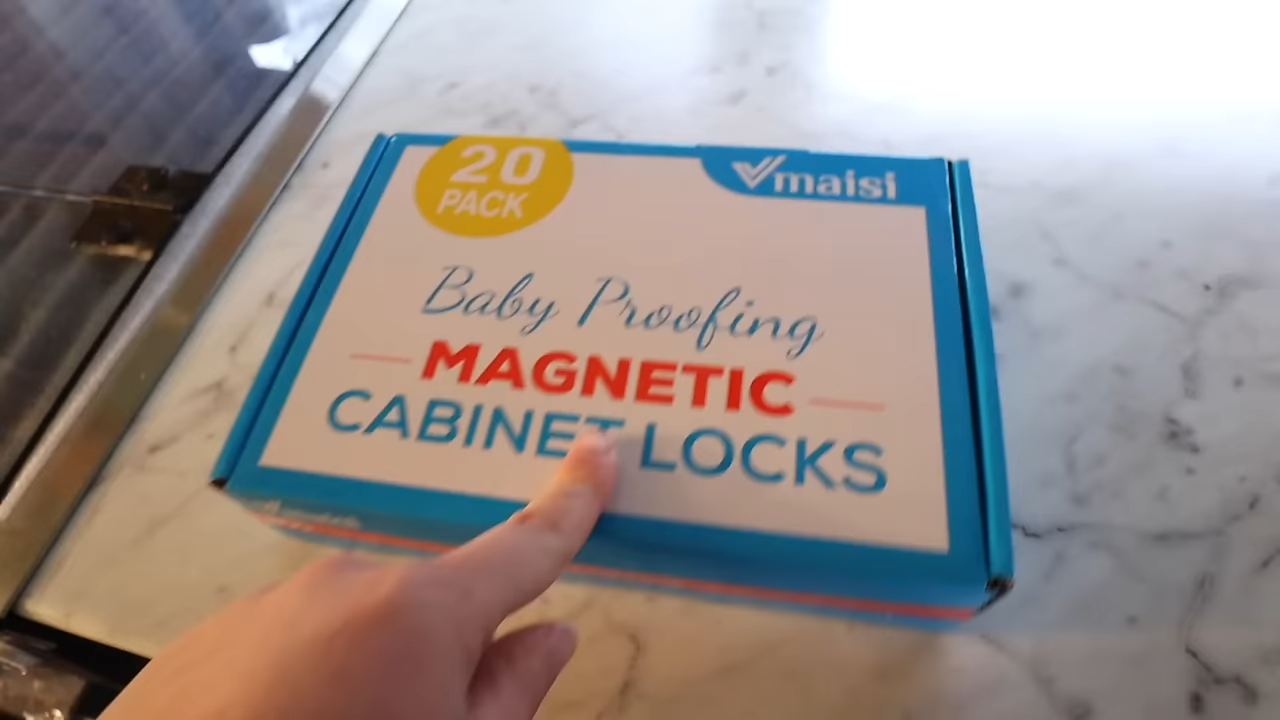 20
PACK
Vmaisi
Baby Proofing
MAGNETIC
CABINET LOCKS